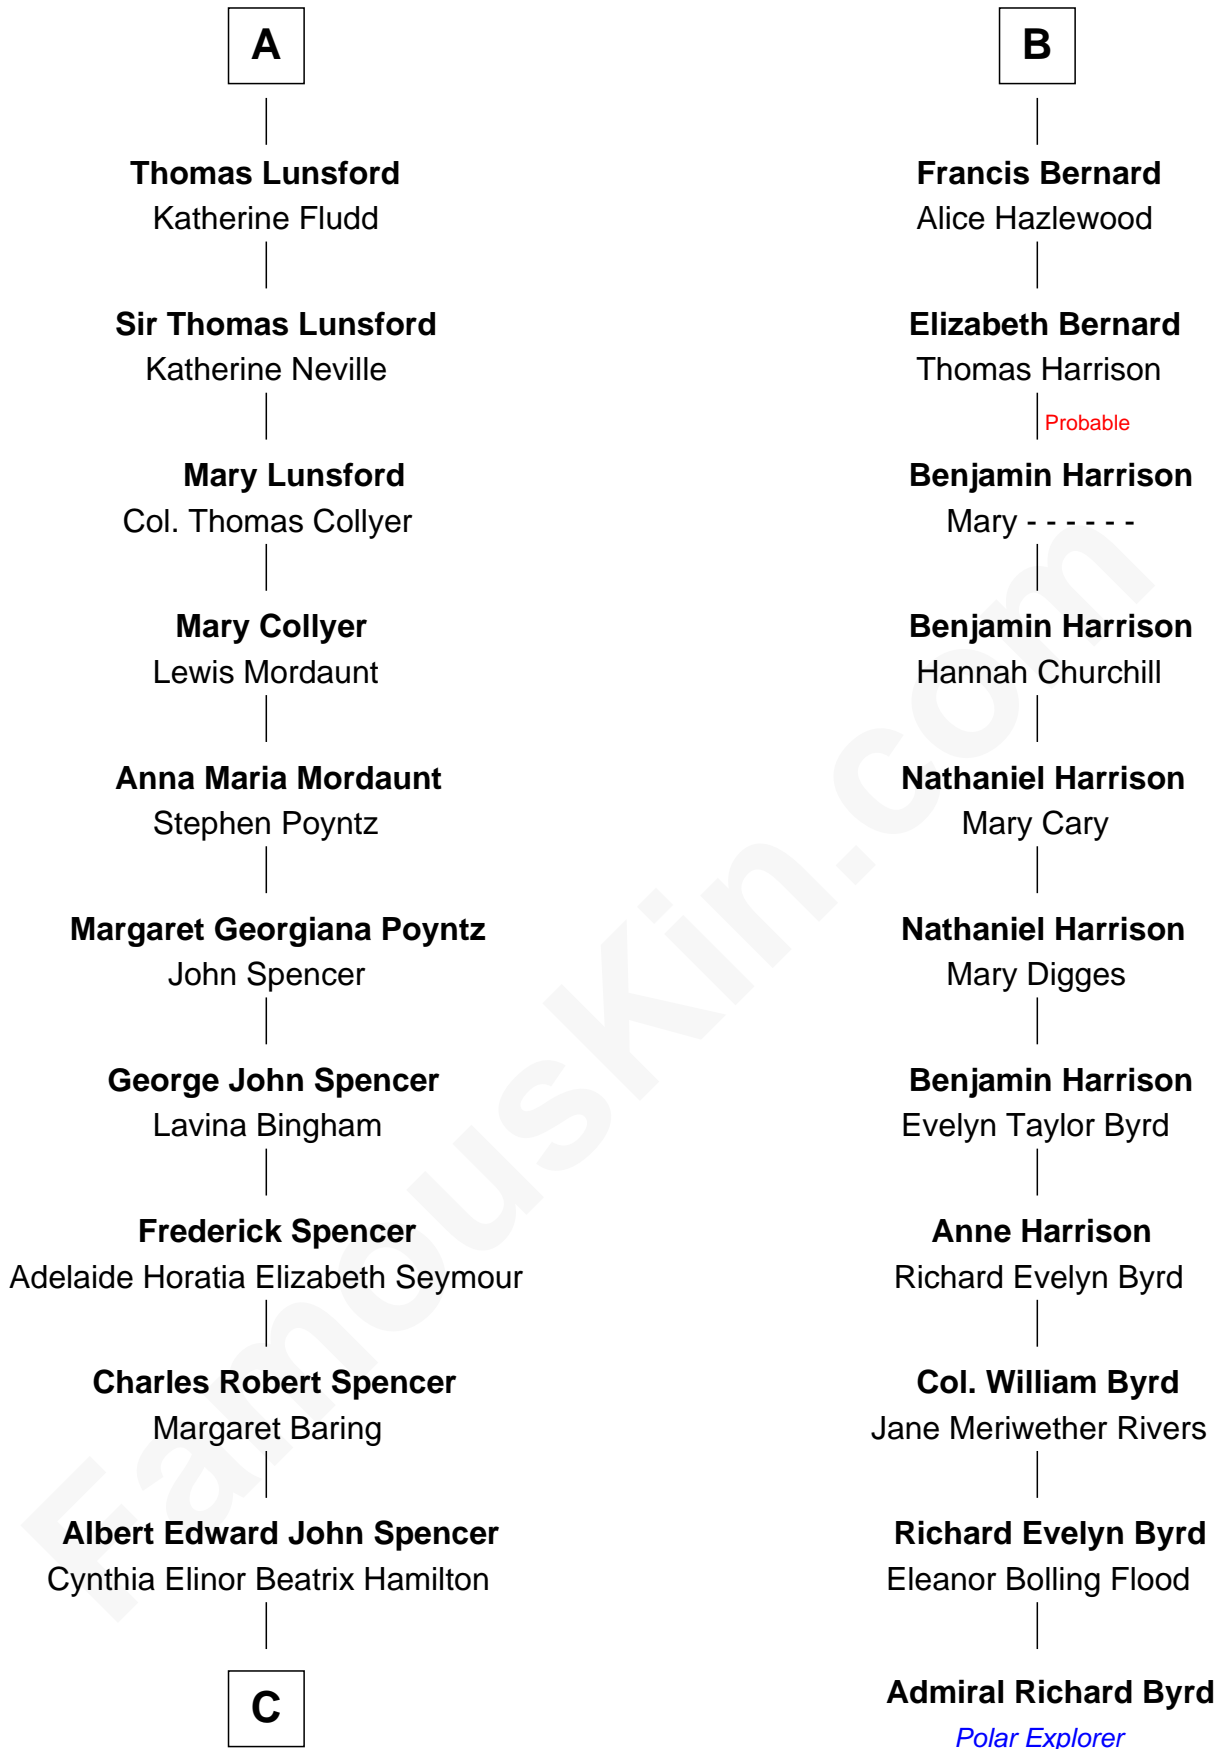 A
Thomas Lunsford
Katherine Fludd
Sir Thomas Lunsford
Katherine Neville
Mary Lunsford
Col. Thomas Collyer
Mary Collyer
Lewis Mordaunt
Anna Maria Mordaunt
Stephen Poyntz
Margaret Georgiana Poyntz
John Spencer
George John Spencer
Lavina Bingham
Frederick Spencer
Adelaide Horatia Elizabeth Seymour
Charles Robert Spencer
Margaret Baring
Albert Edward John Spencer
Cynthia Elinor Beatrix Hamilton
C
B
Francis Bernard
Alice Hazlewood
Elizabeth Bernard
Thomas Harrison
Probable
Benjamin Harrison
Mary - - - - - -
Benjamin Harrison
Hannah Churchill
Nathaniel Harrison
Mary Cary
Nathaniel Harrison
Mary Digges
Benjamin Harrison
Evelyn Taylor Byrd
Anne Harrison
Richard Evelyn Byrd
Col. William Byrd
Jane Meriwether Rivers
Richard Evelyn Byrd
Eleanor Bolling Flood
Admiral Richard Byrd
Polar Explorer
FamousKin.com